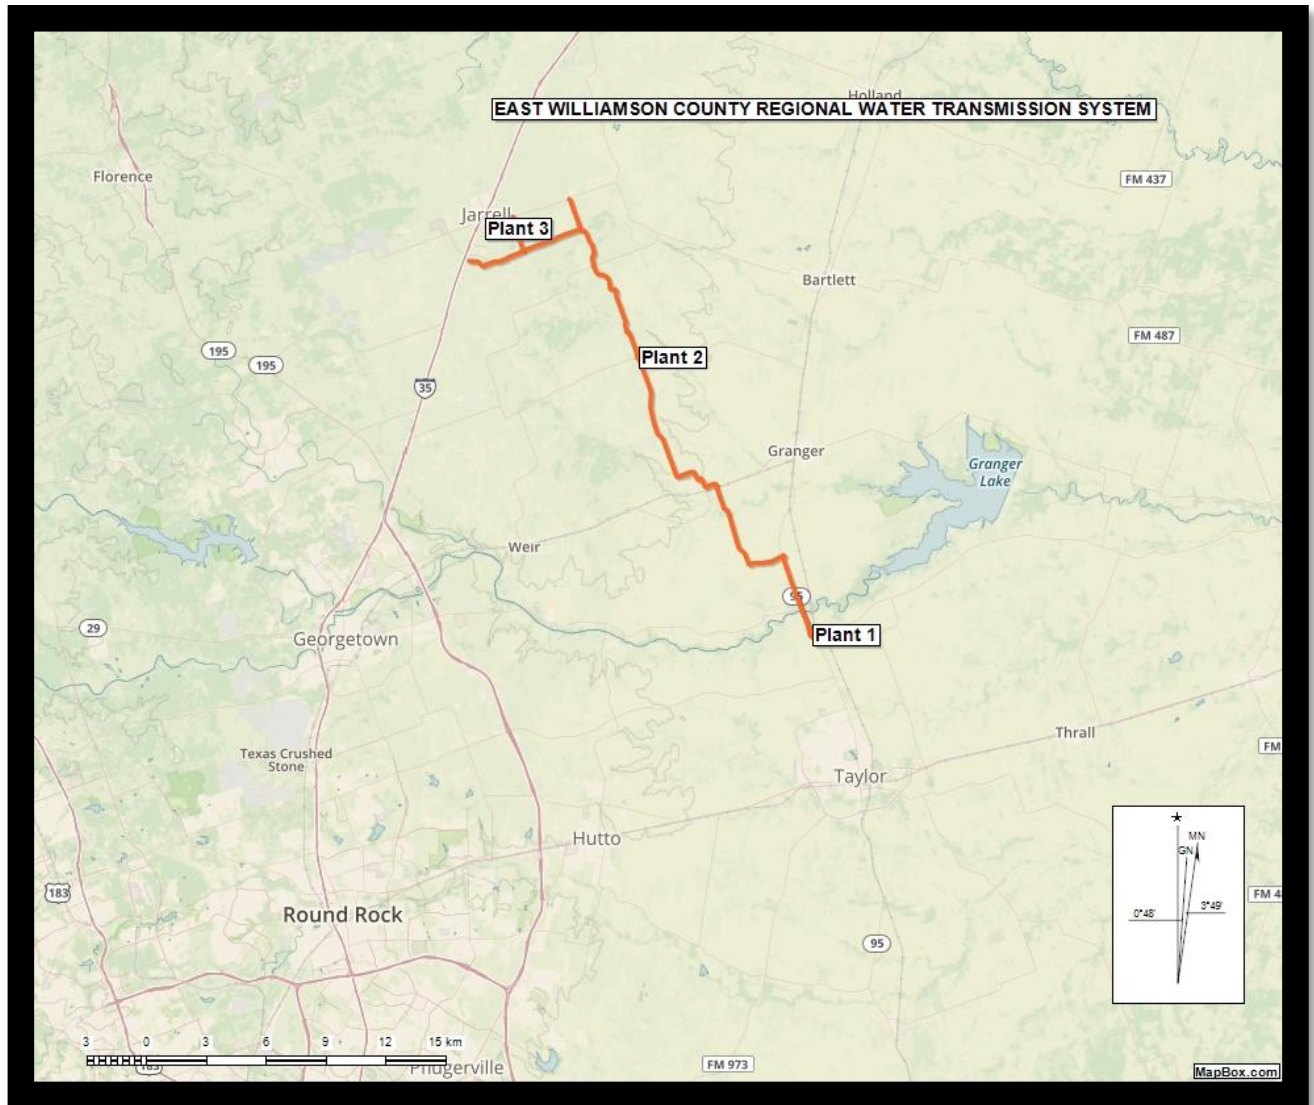 Holland
EAST WILLIAMSON COUNTY REGIONAL WATER TRANSMISSION SYSTEM
Florence
FM 437
Jarrell
Plant 3
Bartlett
FM 487
195
195
Plant 2
35
Granger
Granger
Lake
Weir
95
29
Georgetown
Plant 1
Thrall
Texas Crushed
Stone
FM
Taylor
Hutto
MN
GN
183
FM 4
0°48'
3°49'
Round Rock
95
3 0 3 6 9 12 15 km
183
Pflugerville
FM 973
MapBox.com